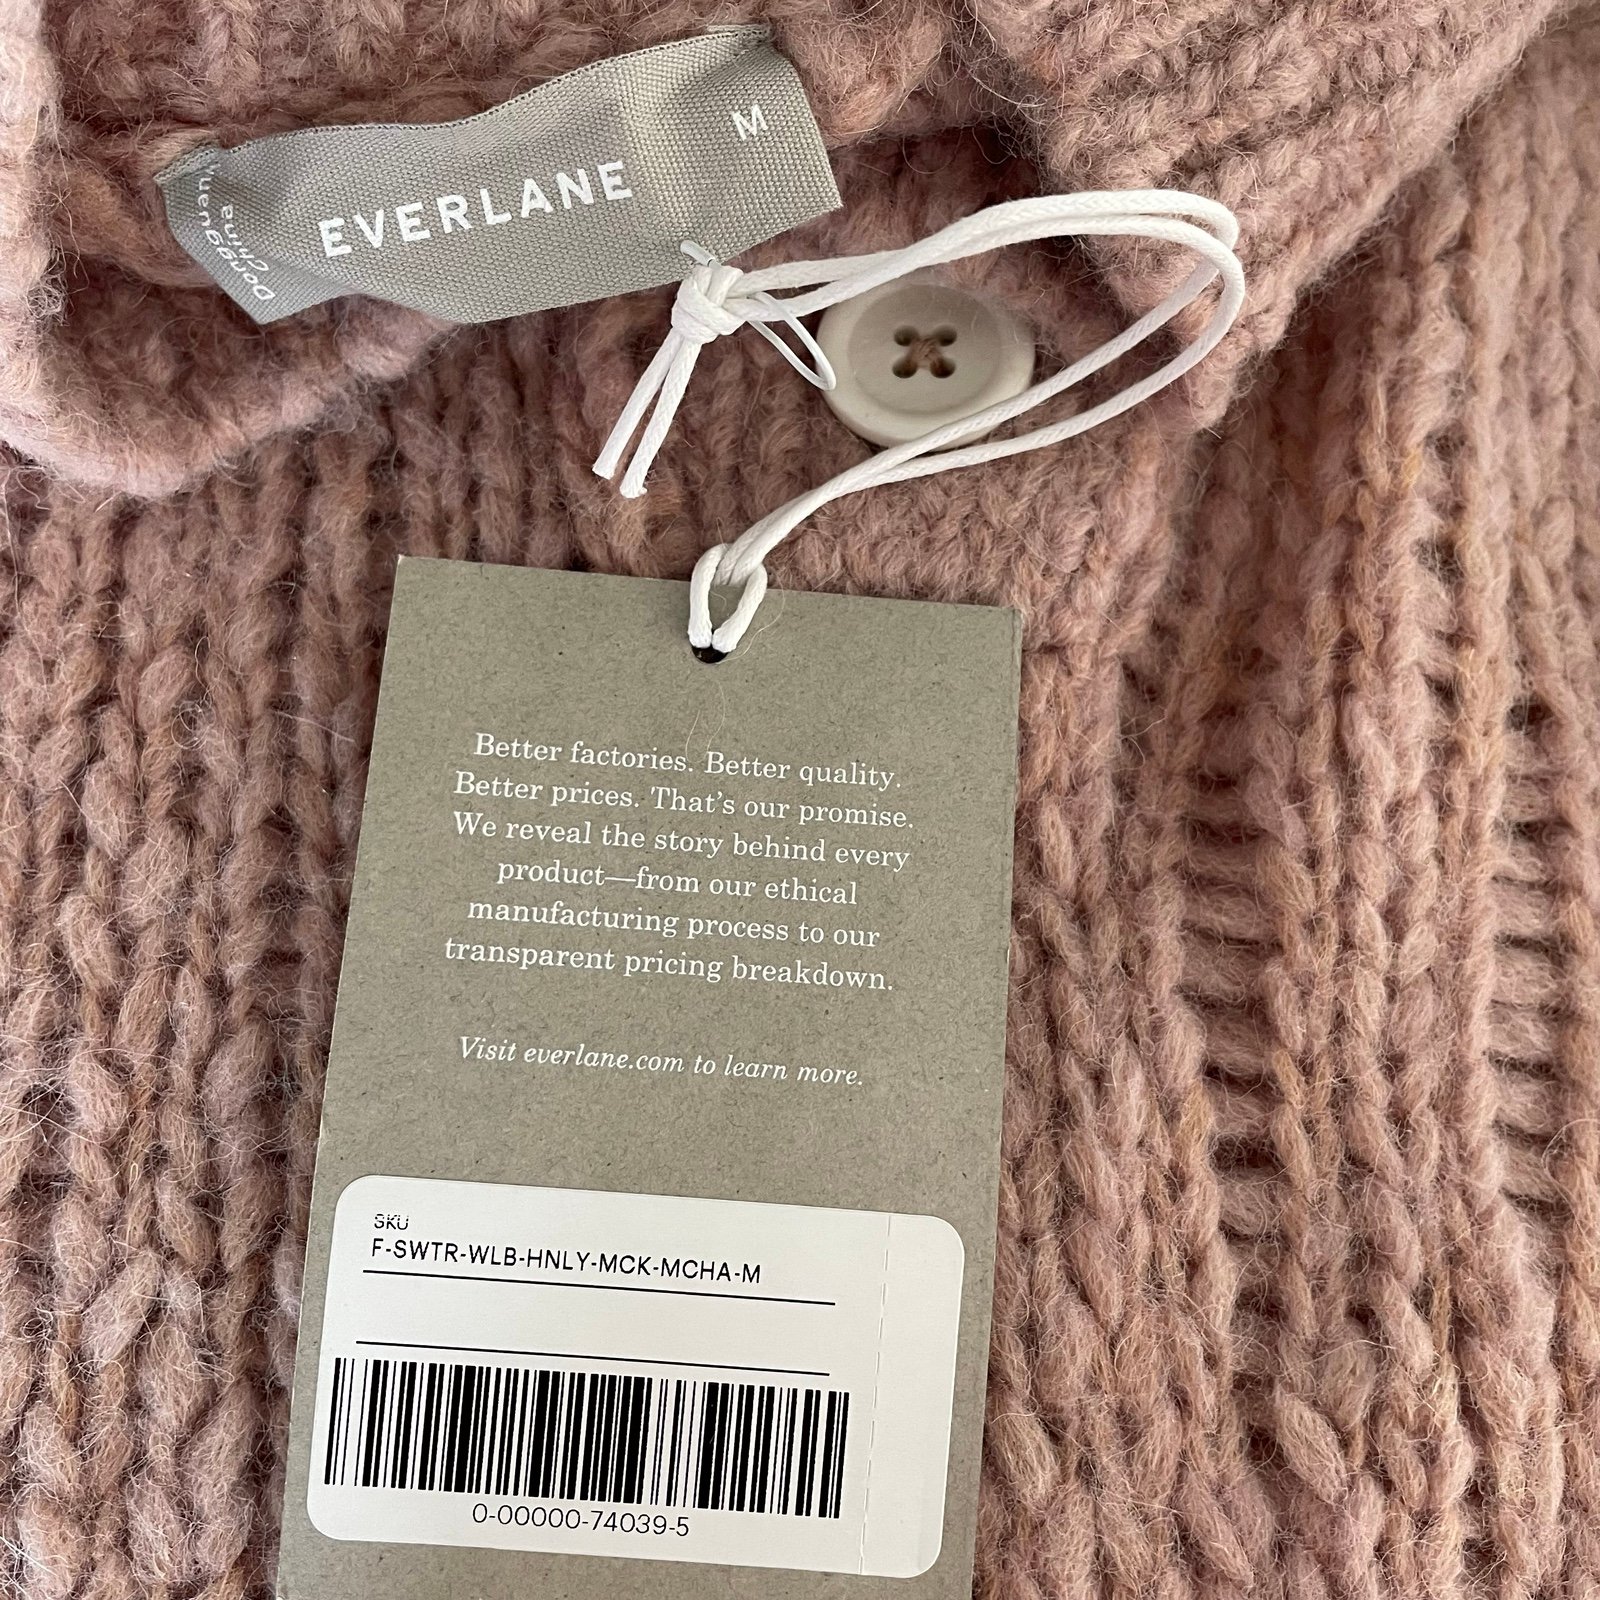 EVERLANE
M
Dongguan
China
Better factories. Better quality.
Better prices. That's our promise.
We reveal the story behind every
product—from our ethical
manufacturing process to our
transparent pricing breakdown.
Visit everlane.com to learn more.
SKU
F-SWTR-WLB-HNLY-MCK-MCHA-M
0-00000-74039-5